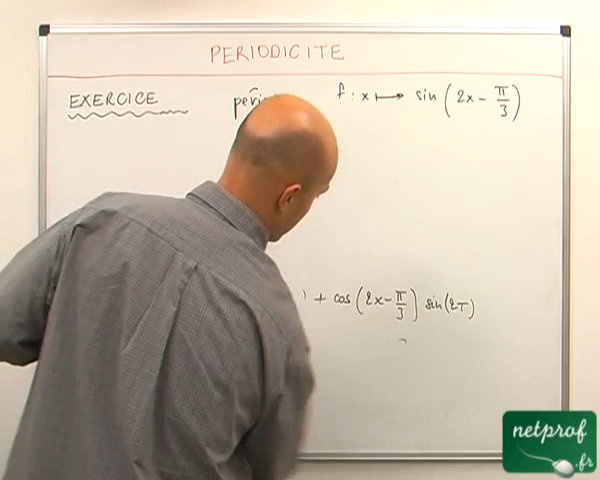 PERIODICITE
EXERCICE f : x ⟼ sin (2x - π/3)
) + cos (2x - π/3) sin (2T)
netprof
.fr